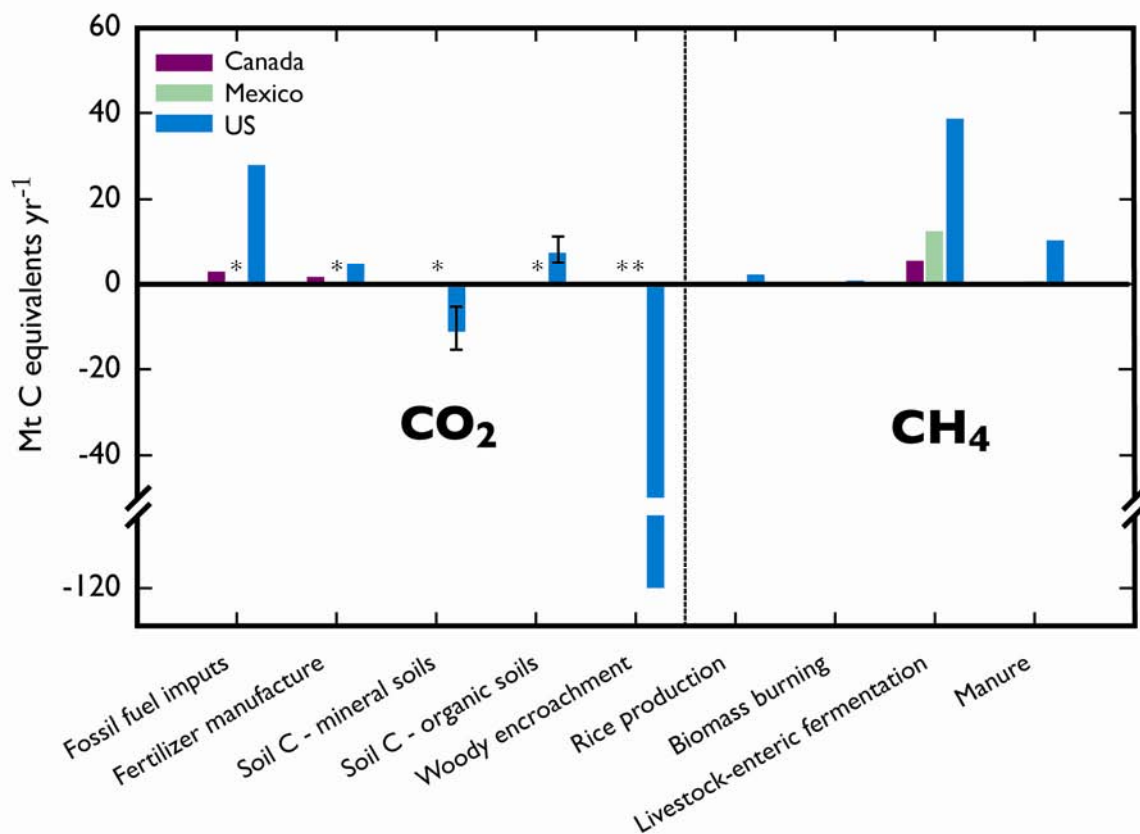 60
40
20
0
-20
-40
-120
Mt C equivalents yr-1
Canada
Mexico
US
* * * * **
CO2
CH4
Fossil fuel imputs
Fertilizer manufacture
Soil C - mineral soils
Soil C - organic soils
Woody encroachment
Rice production
Biomass burning
Livestock-enteric fermentation
Manure